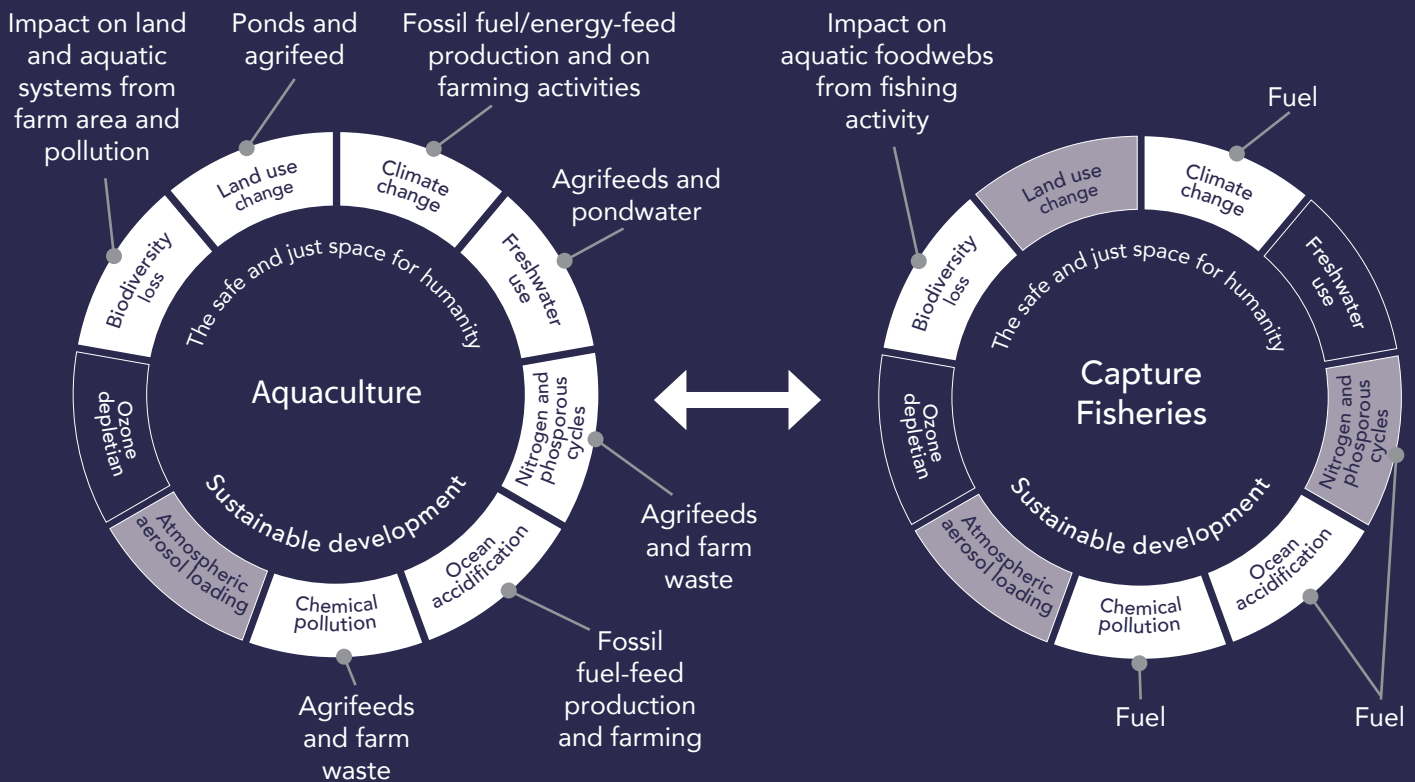 Impact on land
and aquatic
systems from
farm area and
pollution
Ponds and
agrifeed
Fossil fuel/energy-feed
production and on
farming activities
Agrifeeds and
pondwater
Agrifeeds
and farm
waste
Fossil
fuel-feed
production
and farming
Agrifeeds
and farm
waste
Land use
change
Climate
change
Freshwater
use
Nitrogen and
phosporous
cycles
Ocean
accidification
Chemical
pollution
Atmospheric
aerosol loading
Ozone
depletian
Biodiversity
loss
The safe and just space for humanity
Aquaculture
Sustainable development
Impact on
aquatic foodwebs
from fishing
activity
Fuel
Fuel
Fuel
Land use
change
Climate
change
Freshwater
use
Nitrogen and
phosporous
cycles
Ocean
accidification
Chemical
pollution
Atmospheric
aerosol loading
Ozone
depletian
Biodiversity
loss
The safe and just space for humanity
Capture
Fisheries
Sustainable development